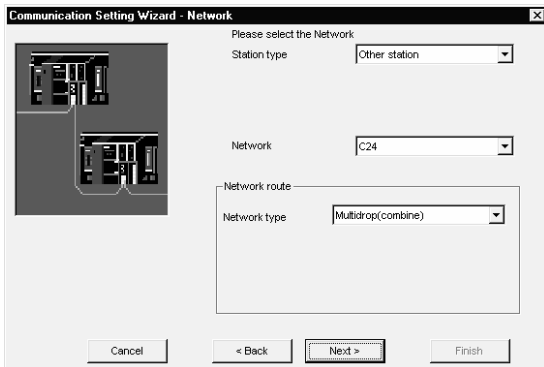 Communication Setting Wizard - Network
Please select the Network
Station type
Other station
Network
C24
Network route
Network type
Multidrop(combine)
Cancel
< Back
Next >
Finish